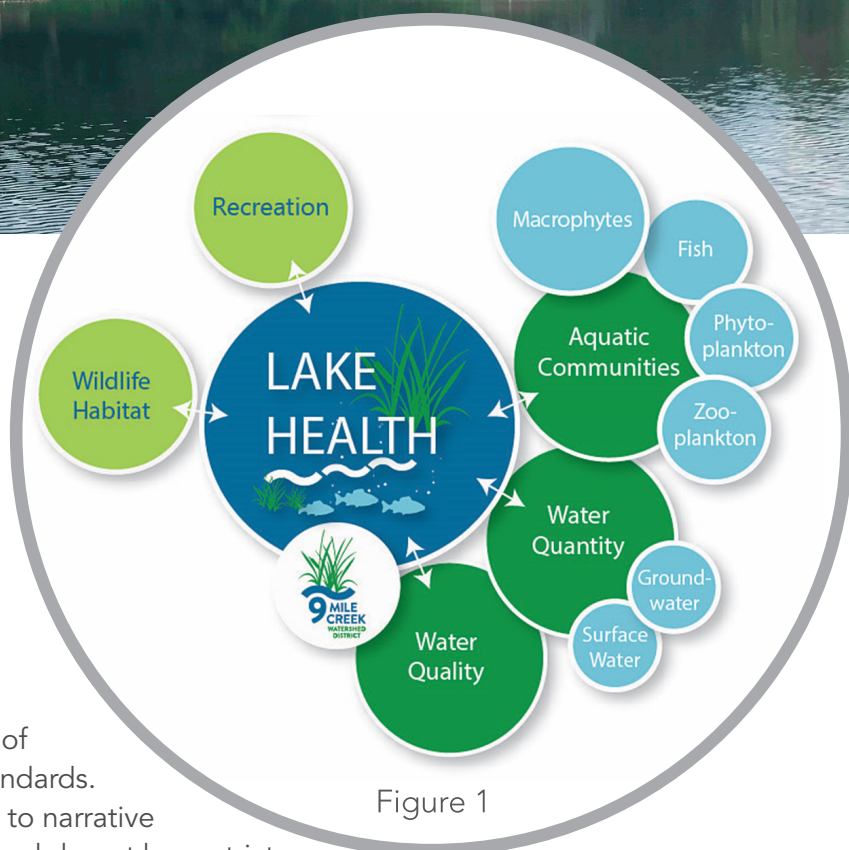 Recreation
Macrophytes
Fish
Phyto-
plankton
Zoo-
plankton
Aquatic
Communities
Wildlife
Habitat
LAKE
HEALTH
Water
Quantity
Ground-
water
Surface
Water
9 MILE
CREEK
WATERSHED
DISTRICT
Water
Quality
of
ndards.
to narrative
Figure 1